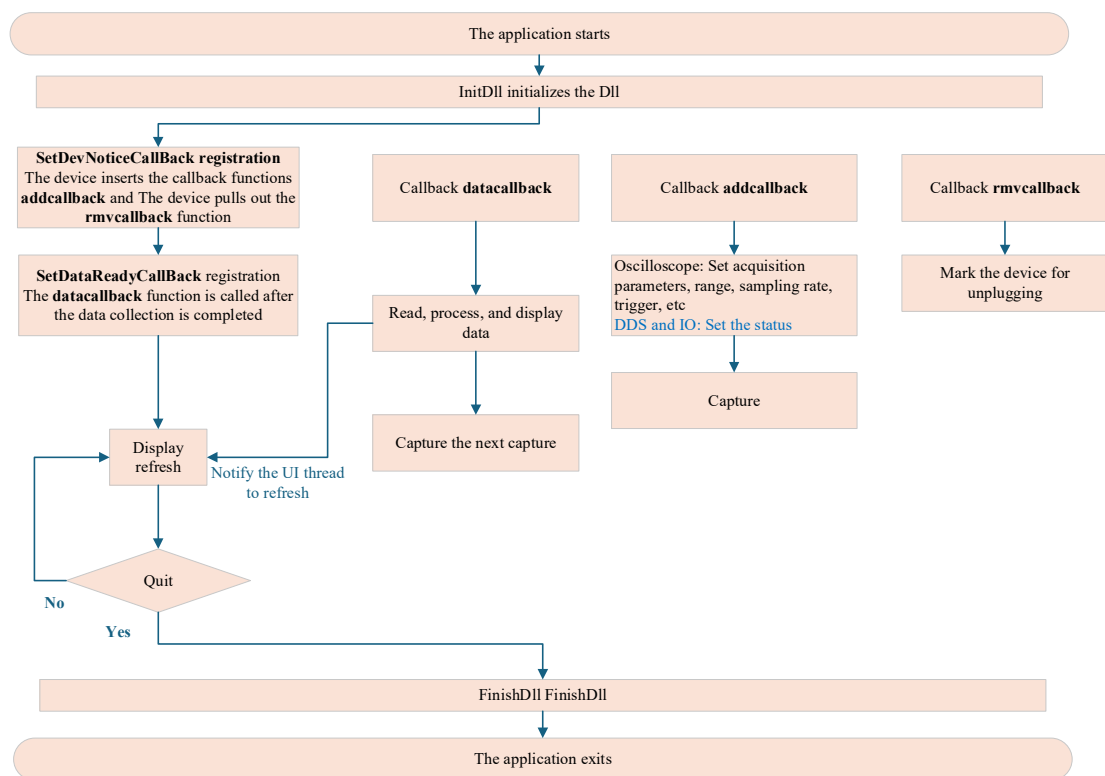 The application starts
InitDll initializes the Dll
SetDevNoticeCallBack registration
The device inserts the callback functions
addcallback and The device pulls out the
rmvcallback function
SetDataReadyCallBack registration
The datacallback function is called after
the data collection is completed
Display
refresh
Quit
No
Yes
Callback datacallback
Read, process, and display
data
Notify the UI thread
to refresh
Capture the next capture
Callback addcallback
Oscilloscope: Set acquisition
parameters, range, sampling rate,
trigger, etc
DDS and IO: Set the status
Capture
Callback rmvcallback
Mark the device for
unplugging
FinishDll FinishDll
The application exits